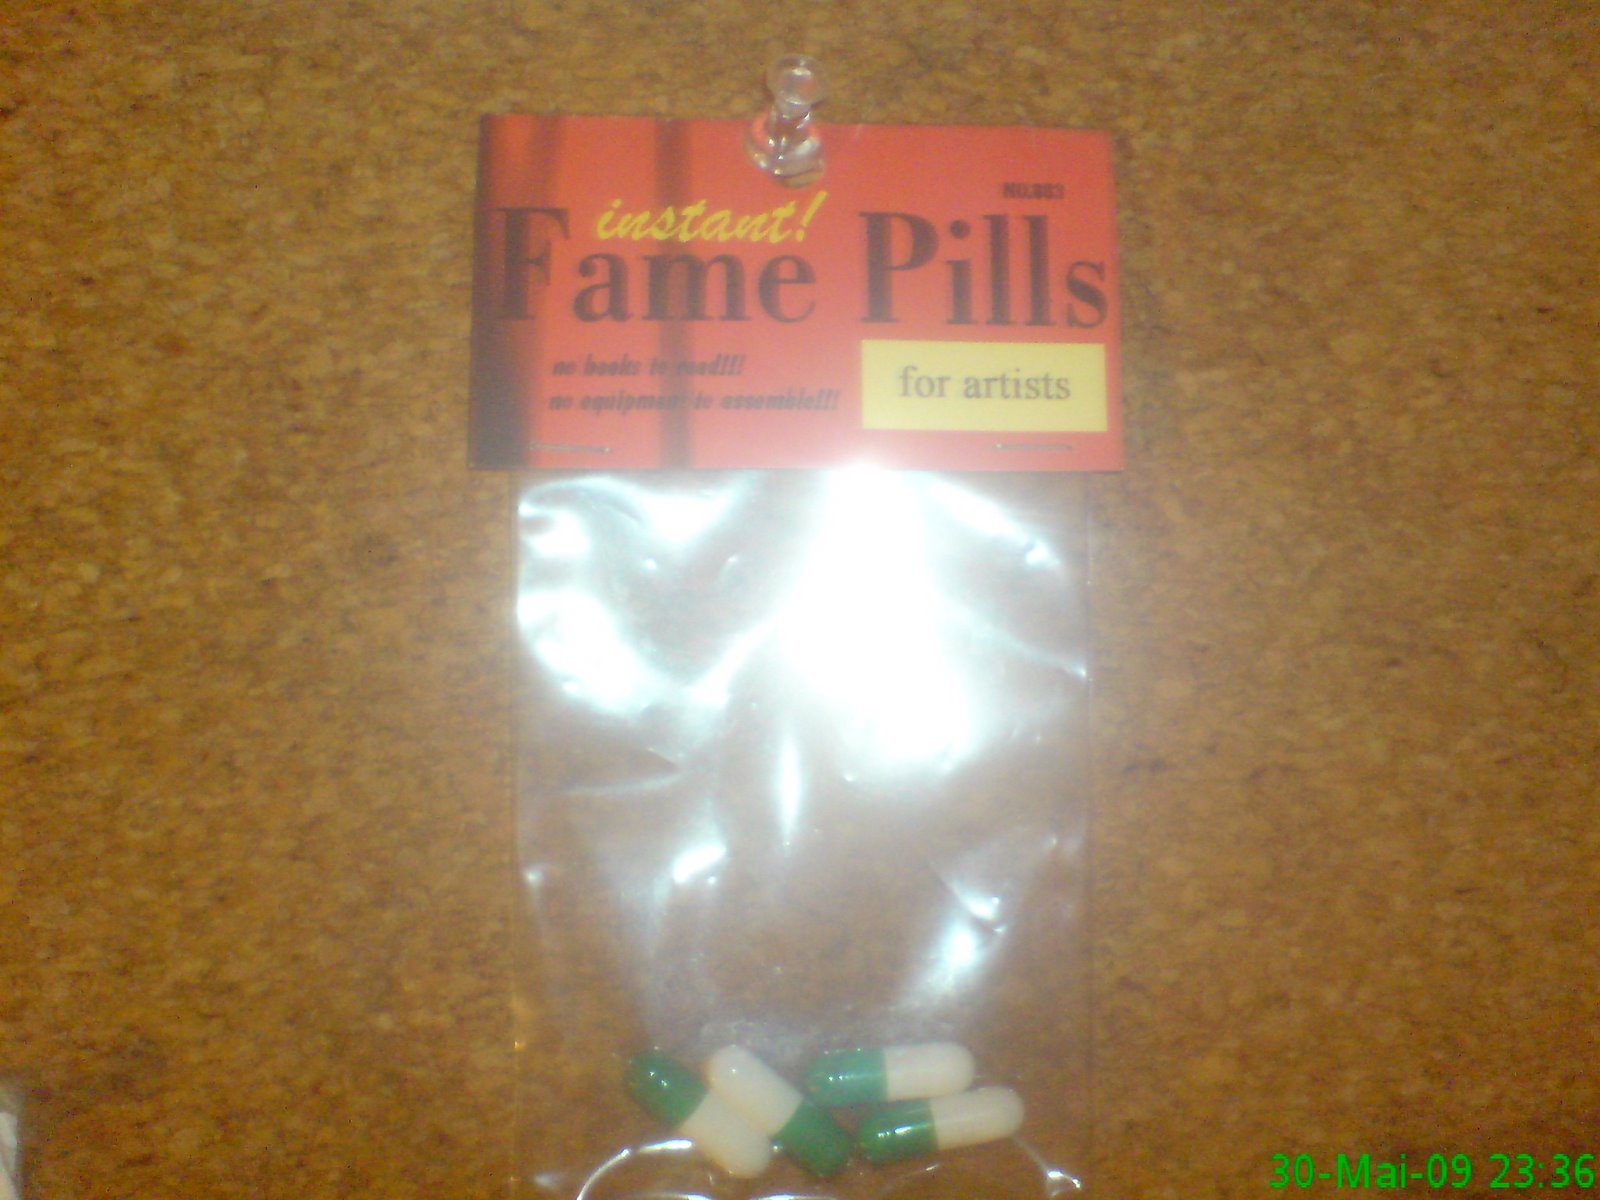 NO.003
instant!
Fame Pills
no books to read!!!
no equipment to assemble!!!
for artists
30-Mai-09 23:36